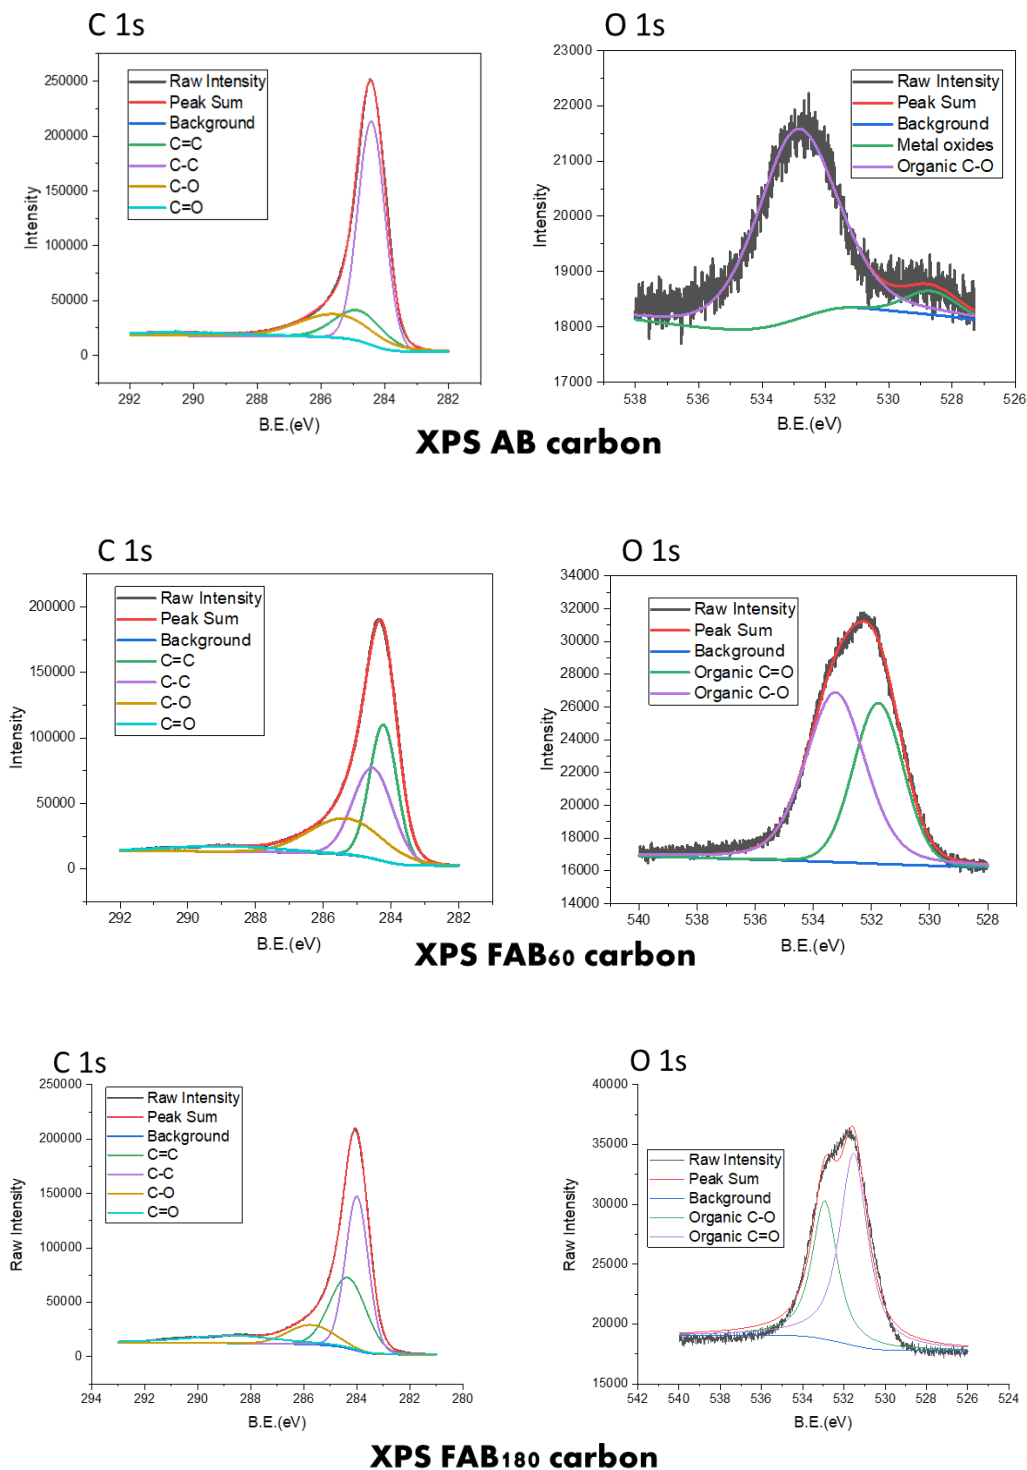 C 1s
O 1s
Raw Intensity
Peak Sum
Background
C=C
C-C
C-O
C=O
250000
200000
150000
100000
50000
0
Intensity
292
290
288
286
284
282
B.E.(eV)
Raw Intensity
Peak Sum
Background
Metal oxides
Organic C-O
23000
22000
21000
20000
19000
18000
17000
Intensity
538
536
534
532
530
528
526
B.E.(eV)
XPS AB carbon
C 1s
O 1s
Raw Intensity
Peak Sum
Background
C=C
C-C
C-O
C=O
200000
150000
100000
50000
0
Intensity
292
290
288
286
284
282
B.E.(eV)
Raw Intensity
Peak Sum
Background
Organic C=O
Organic C-O
34000
32000
30000
28000
26000
24000
22000
20000
18000
16000
14000
Intensity
540
538
536
534
532
530
528
B.E.(eV)
XPS FAB60 carbon
C 1s
O 1s
Raw Intensity
Peak Sum
Background
C=C
C-C
C-O
C=O
250000
200000
150000
100000
50000
0
Raw Intensity
294
292
290
288
286
284
282
280
B.E.(eV)
Raw Intensity
Peak Sum
Background
Organic C-O
Organic C=O
40000
35000
30000
25000
20000
15000
Raw Intensity
542
540
538
536
534
532
530
528
526
524
B.E.(eV)
XPS FAB180 carbon